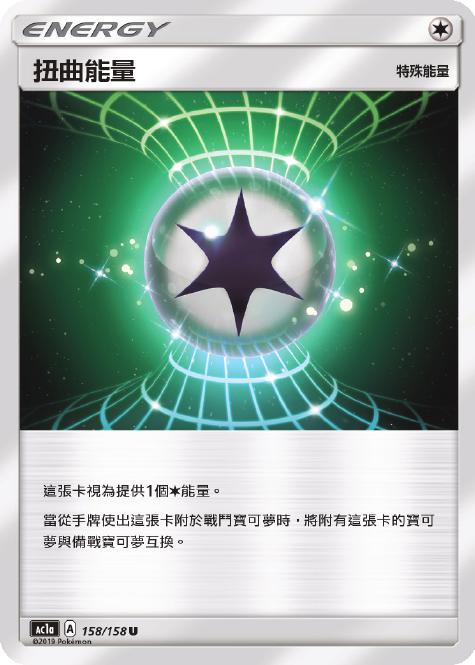 ENERGY
扭曲能量
特殊能量
這張卡視為提供1個✶能量。
當從手牌使出這張卡附於戰鬥寶可夢時，將附有這張卡的寶可
夢與備戰寶可夢互換。
AC1a A 158/158 U
©2019 Pokémon